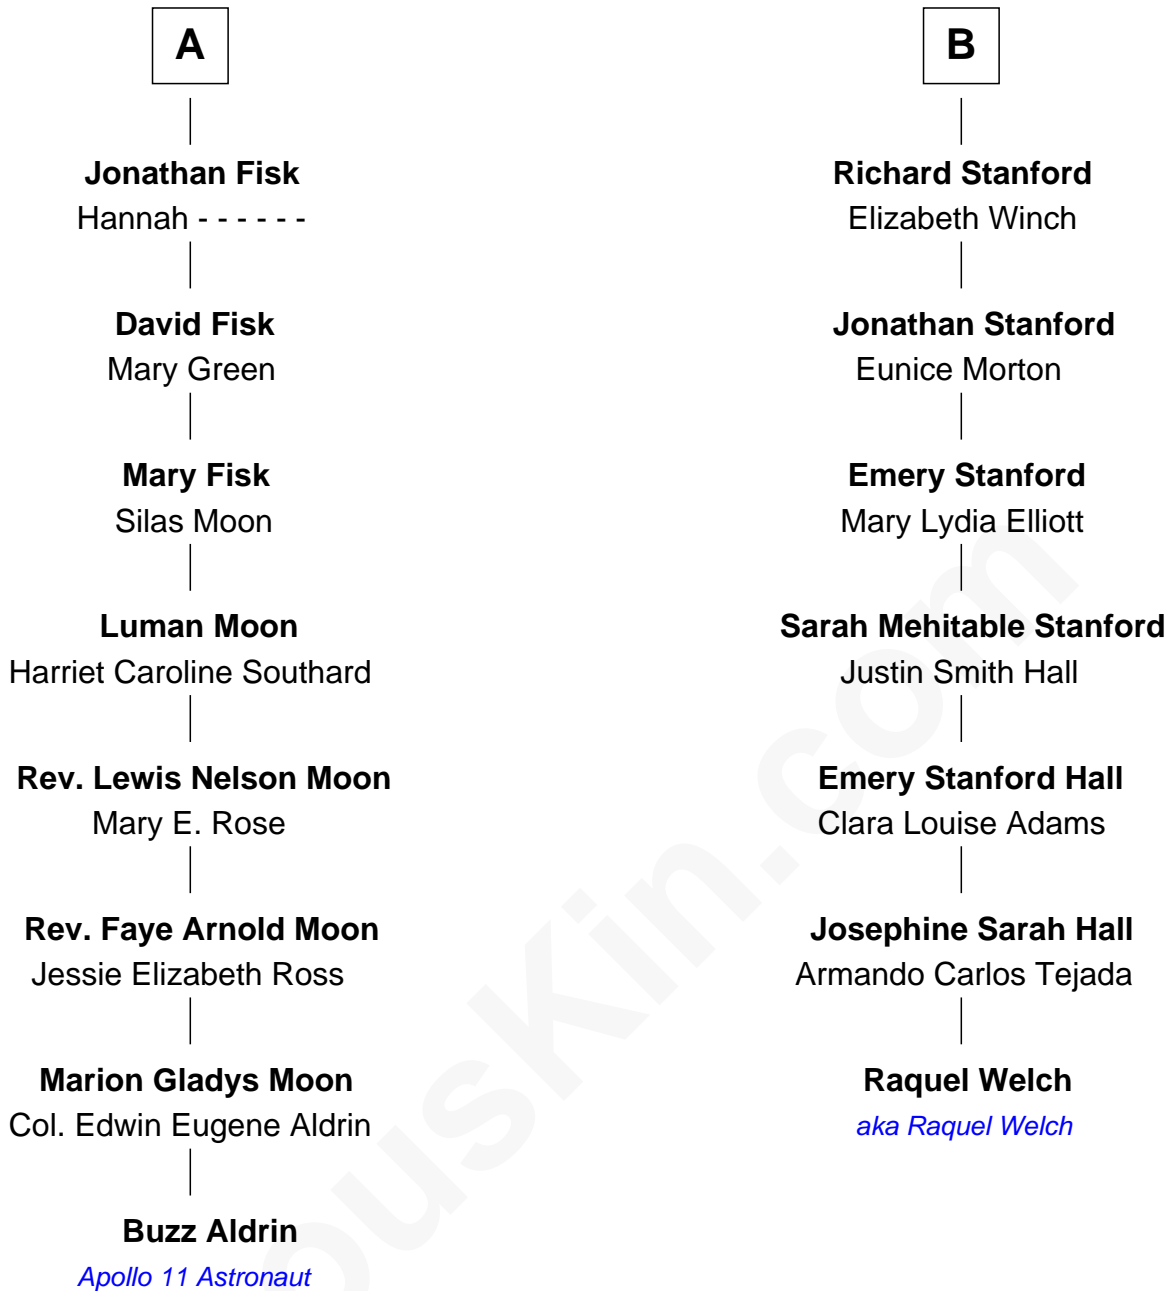 A
Jonathan Fisk
Hannah - - - - - -
David Fisk
Mary Green
Mary Fisk
Silas Moon
Luman Moon
Harriet Caroline Southard
Rev. Lewis Nelson Moon
Mary E. Rose
Rev. Faye Arnold Moon
Jessie Elizabeth Ross
Marion Gladys Moon
Col. Edwin Eugene Aldrin
Buzz Aldrin
Apollo 11 Astronaut
B
Richard Stanford
Elizabeth Winch
Jonathan Stanford
Eunice Morton
Emery Stanford
Mary Lydia Elliott
Sarah Mehitable Stanford
Justin Smith Hall
Emery Stanford Hall
Clara Louise Adams
Josephine Sarah Hall
Armando Carlos Tejada
Raquel Welch
aka Raquel Welch
ousKin.com